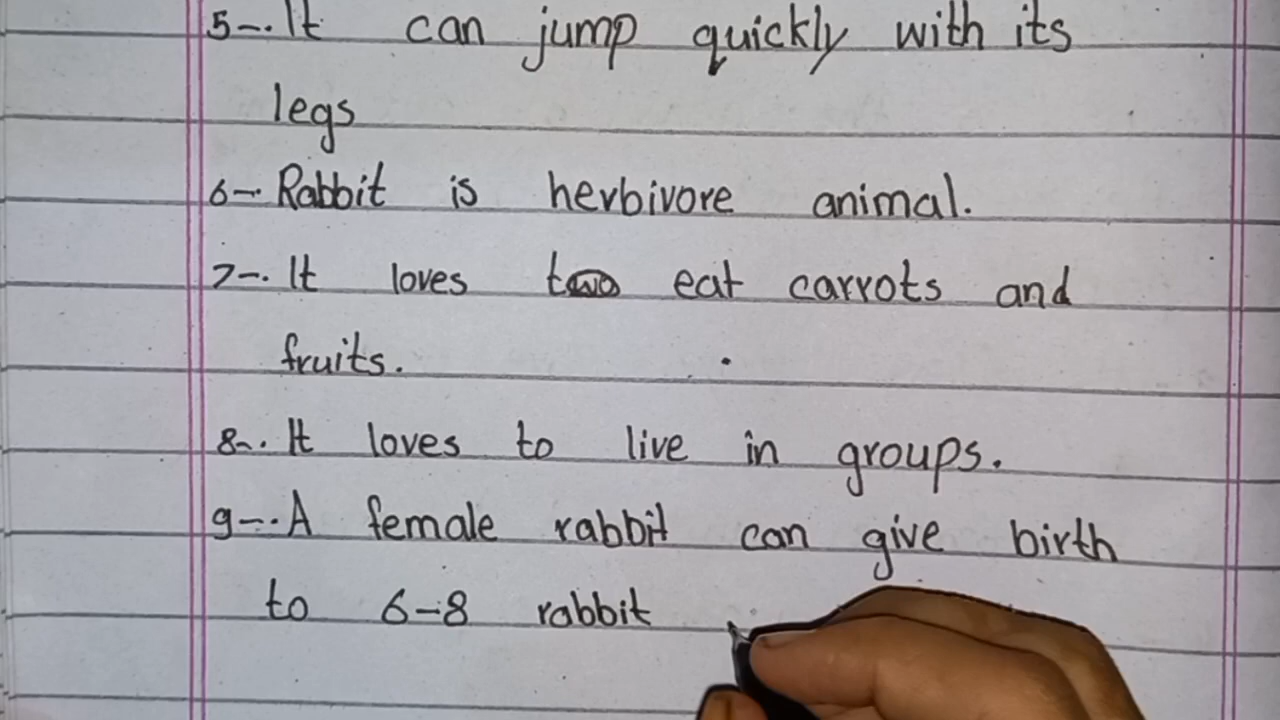 5-. It can jump quickly with its
legs
6-. Rabbit is herbivore animal.
7-. It loves to eat carrots and
fruits.
8-. It loves to live in groups.
9-. A female rabbit can give birth
to 6-8 rabbit